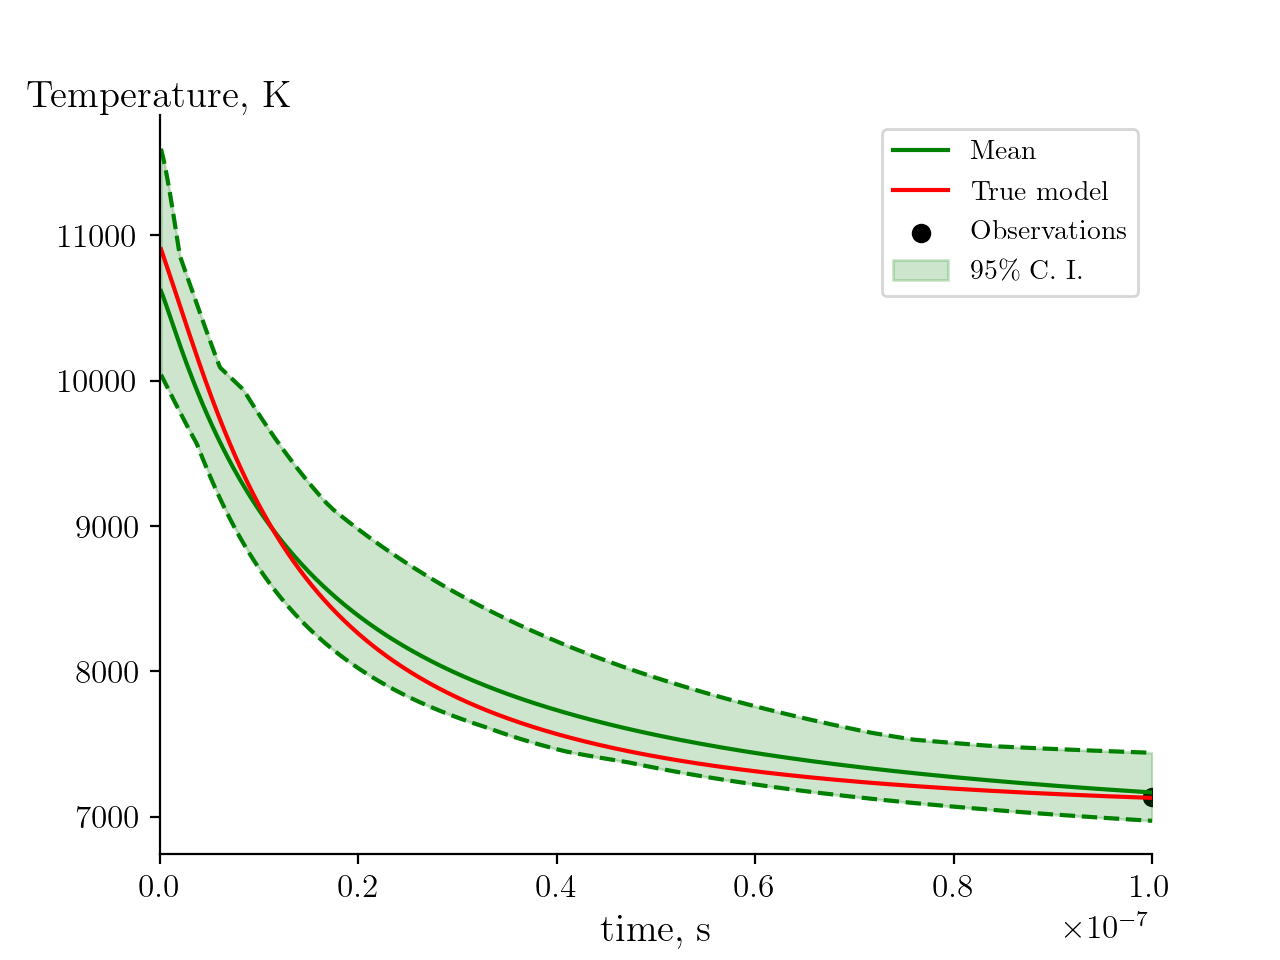 Temperature, K
Mean
True model
Observations
95% C. I.
11000
10000
9000
8000
7000
0.0 0.2 0.4 0.6 0.8 1.0
×10⁻⁷
time, s